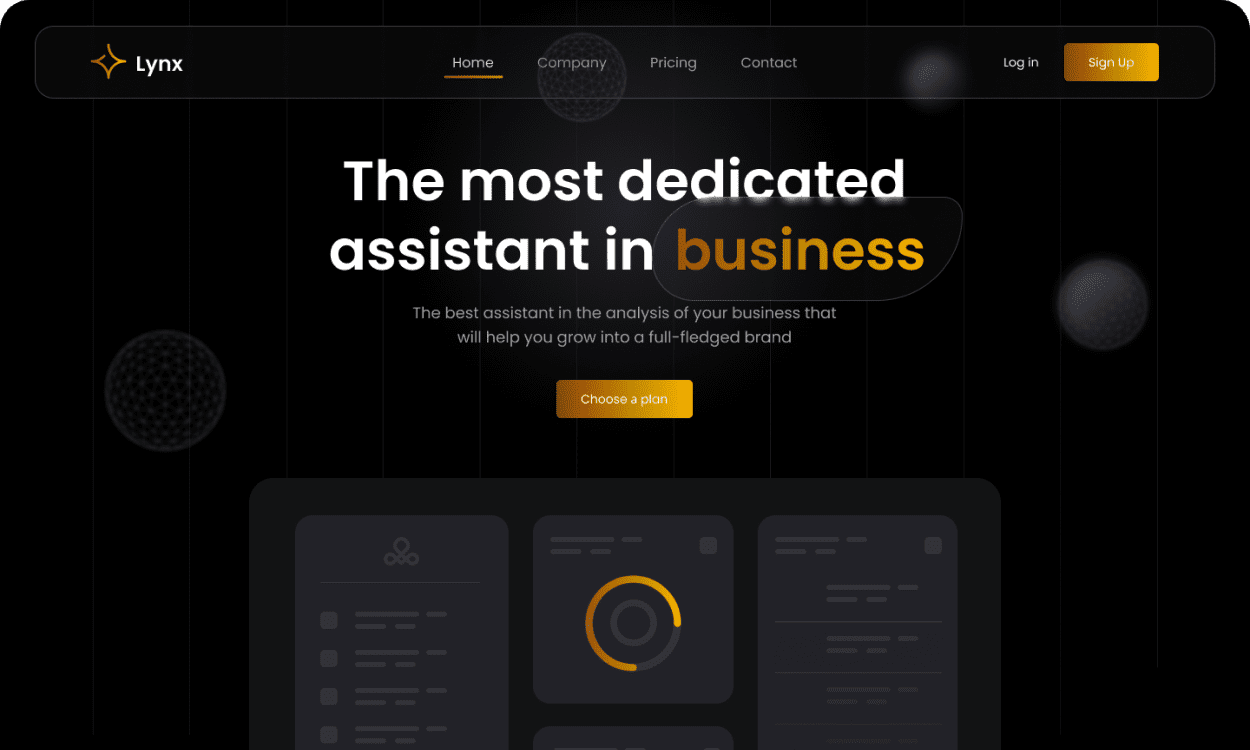 Lynx
Home
Company
Pricing
Contact
Log in
Sign Up
The most dedicated
assistant in business
The best assistant in the analysis of your business that
will help you grow into a full-fledged brand
Choose a plan